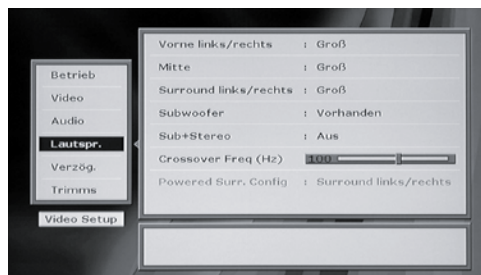 Betrieb
Video
Audio
Lautspr.
Verzög.
Trimms
Video Setup
Vorne links/rechts : Groß
Mitte : Groß
Surround links/rechts : Groß
Subwoofer : Vorhanden
Sub+Stereo : Aus
Crossover Freq (Hz) 100
Powered Surr. Config : Surround links/rechts